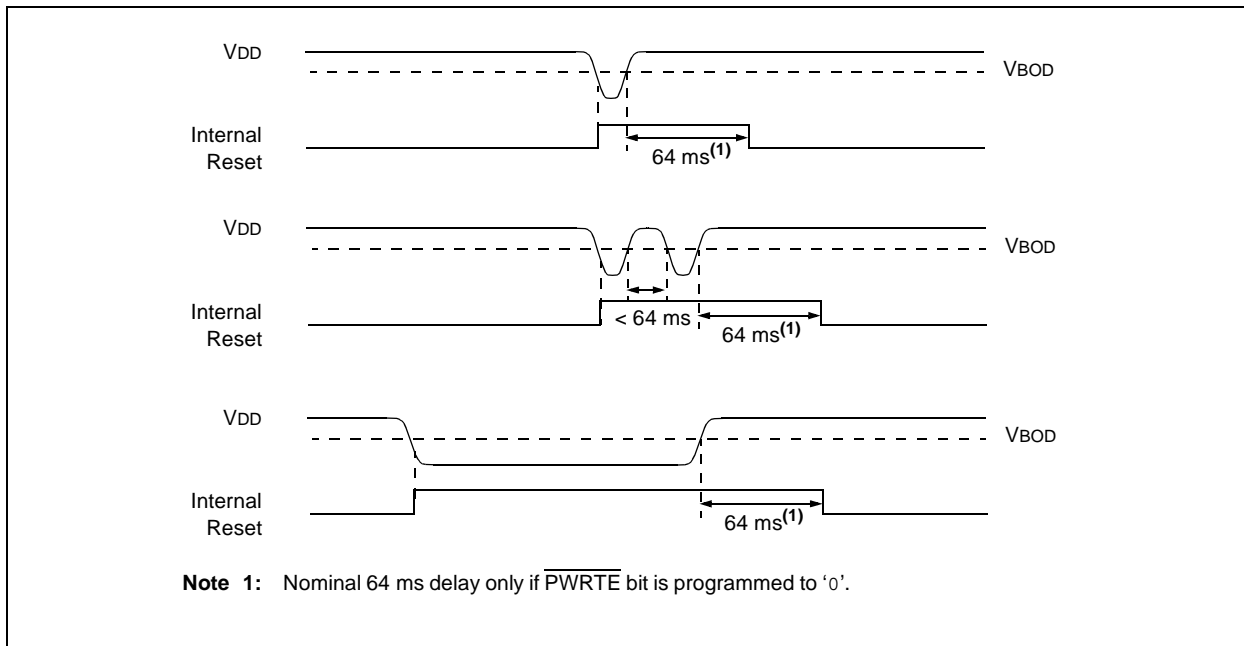 VDD
VBOD
Internal
Reset
64 ms(1)
VDD
VBOD
Internal
Reset
< 64 ms
64 ms(1)
VDD
VBOD
Internal
Reset
64 ms(1)
Note 1: Nominal 64 ms delay only if PWRTE bit is programmed to ‘0’.